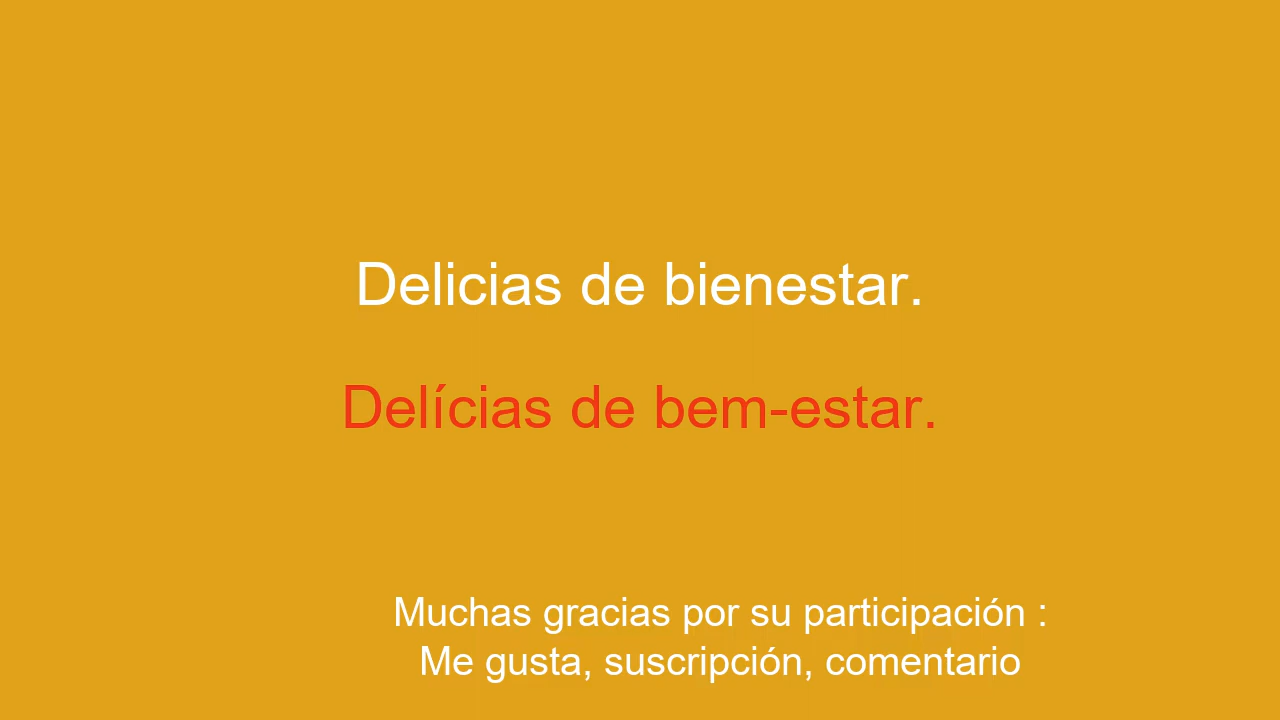 Delicias de bienestar.
Delícias de bem-estar.
Muchas gracias por su participación :
Me gusta, suscripción, comentario